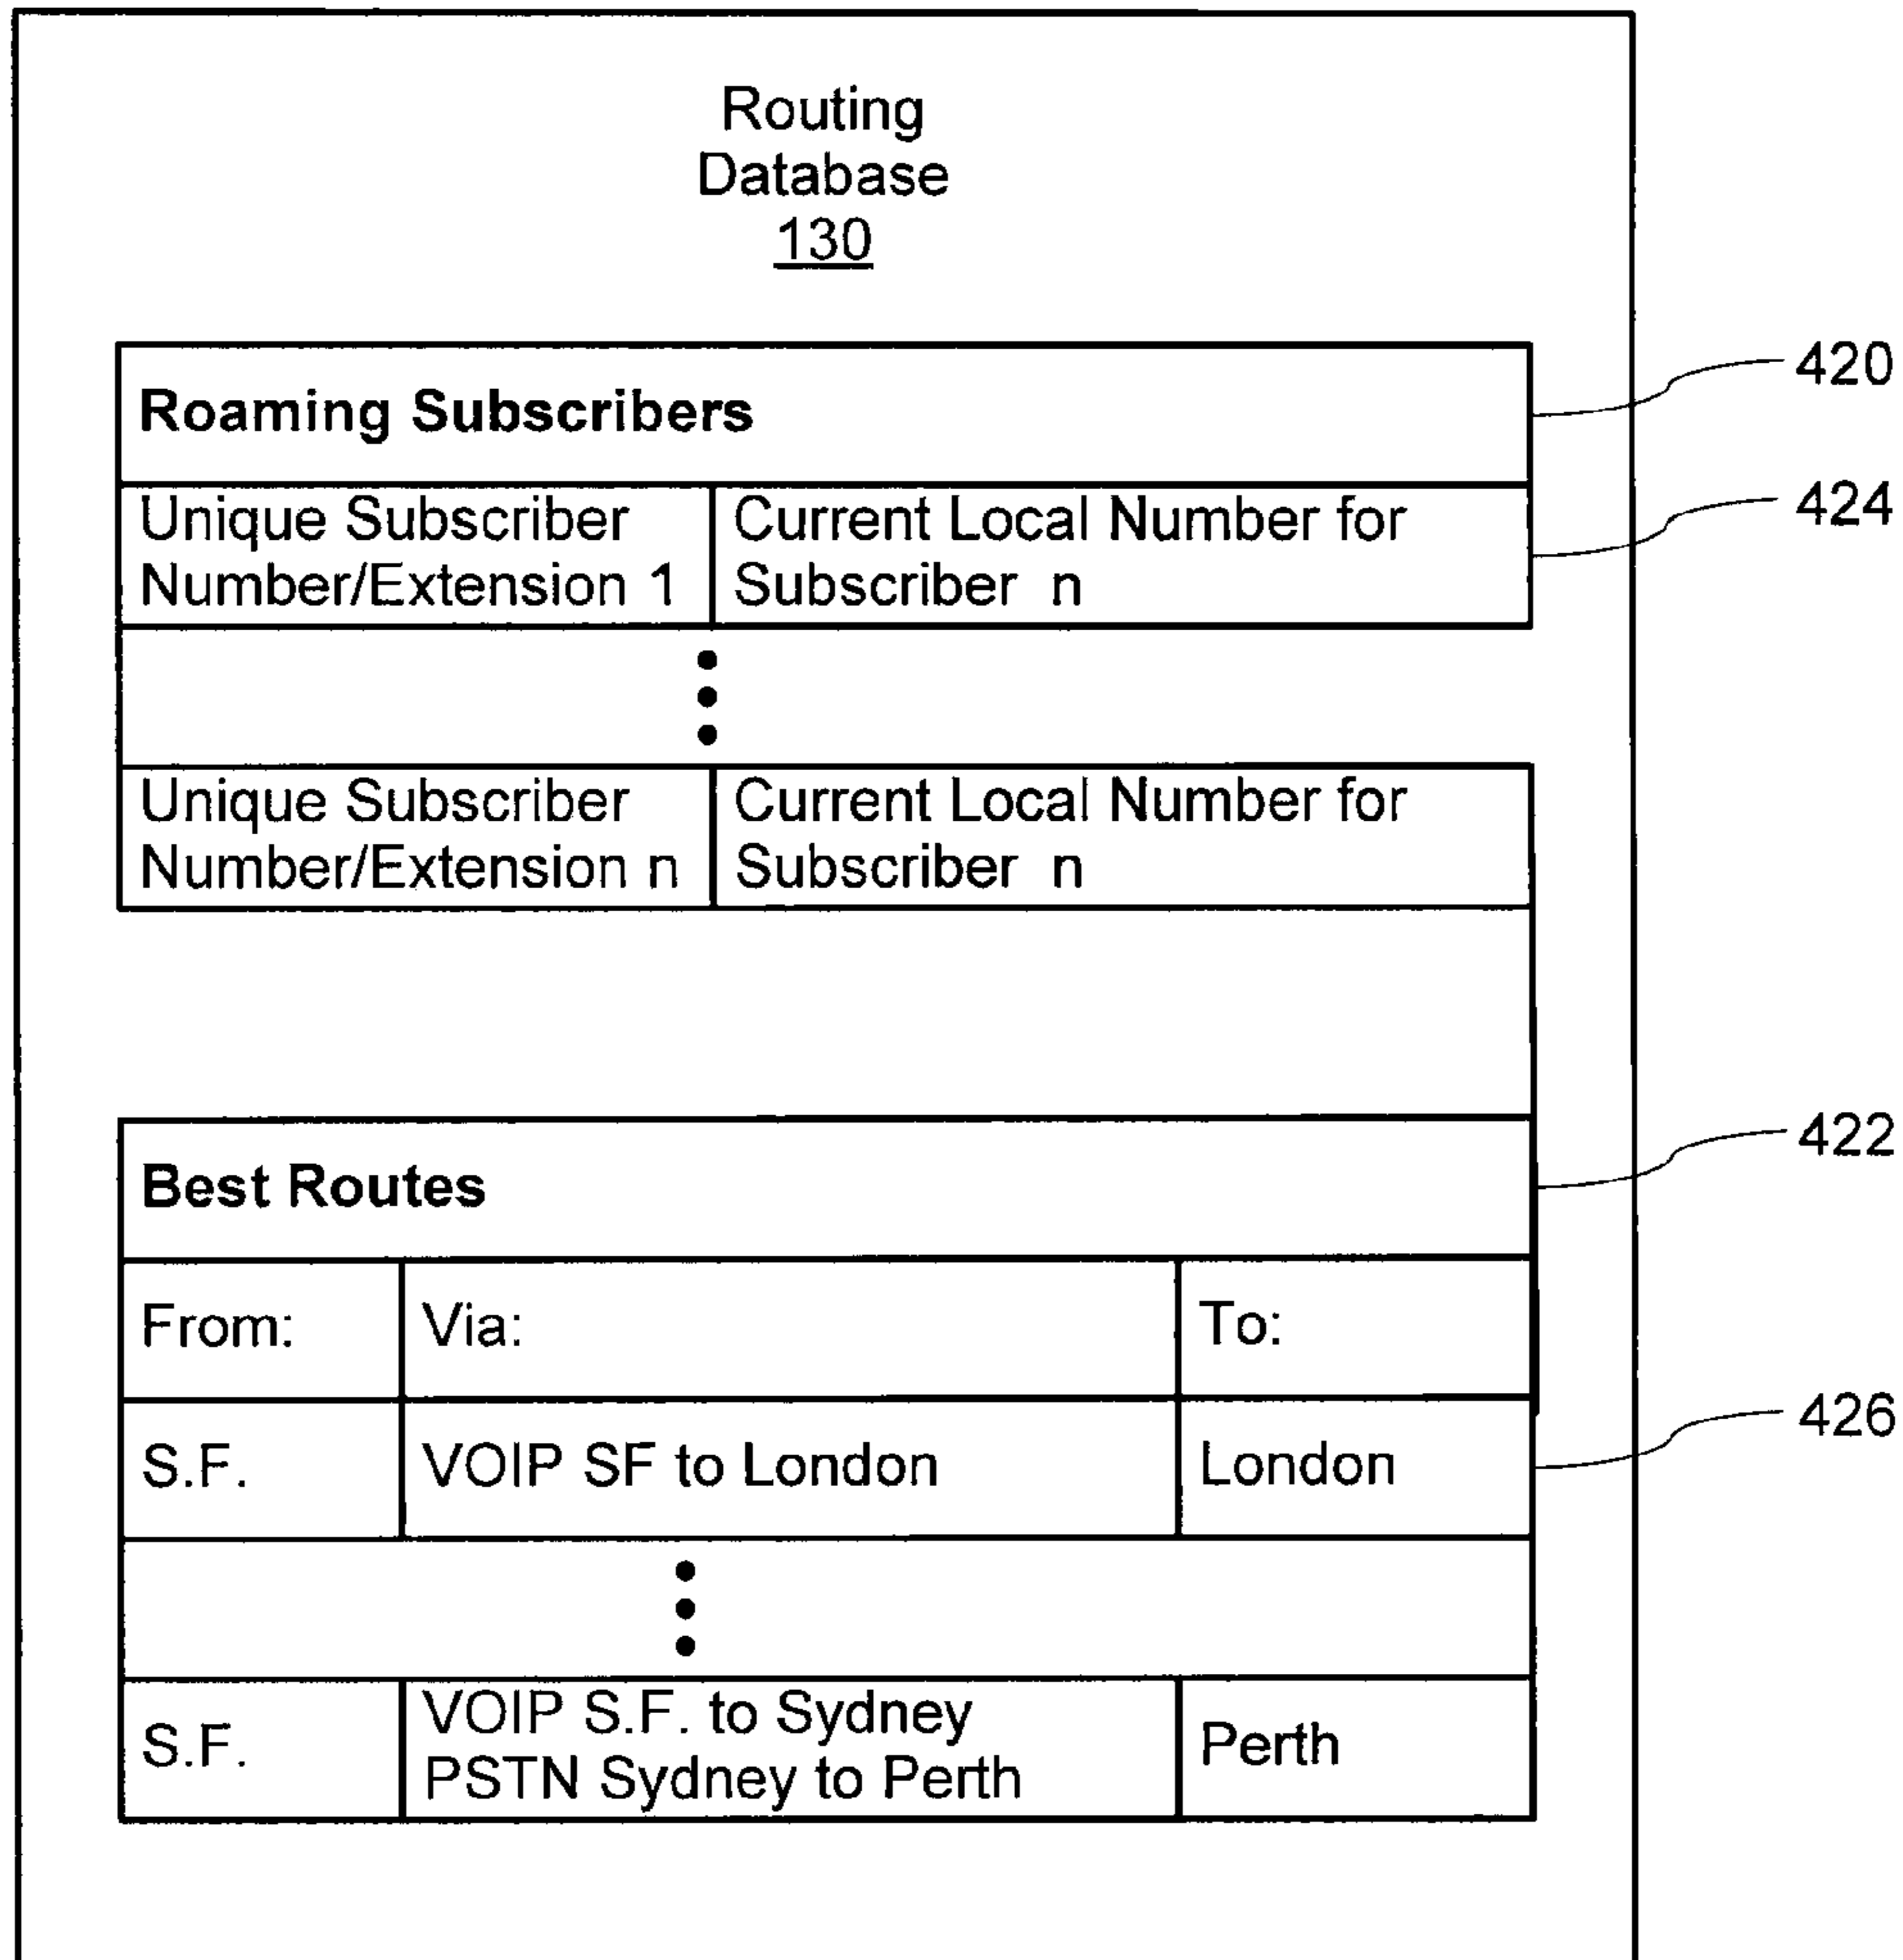 Routing
Database
130
Roaming Subscribers
420
Unique Subscriber
Number/Extension 1
Current Local Number for
Subscriber n
424
Unique Subscriber
Number/Extension n
Current Local Number for
Subscriber n
Best Routes
422
From:
Via:
To:
S.F.
VOIP SF to London
London
426
S.F.
VOIP S.F. to Sydney
PSTN Sydney to Perth
Perth